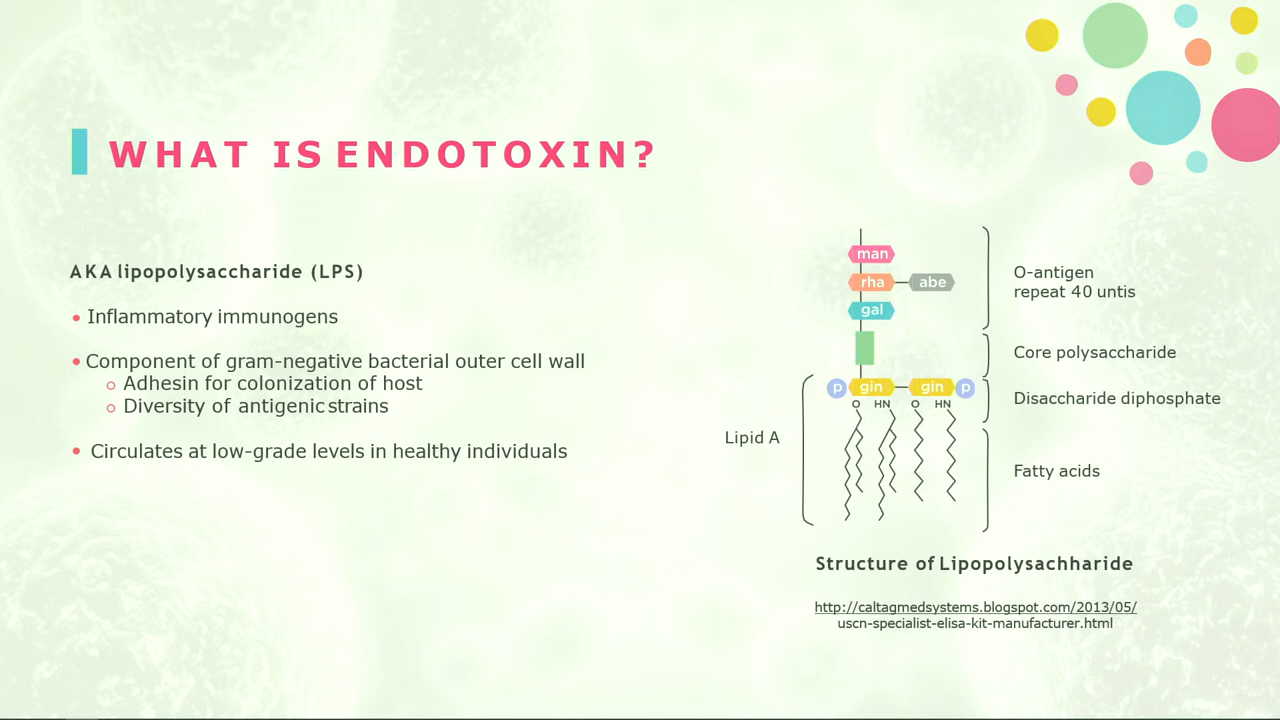 WHAT IS ENDOTOXIN?
AKA lipopolysaccharide (LPS)
• Inflammatory immunogens
• Component of gram-negative bacterial outer cell wall
○ Adhesin for colonization of host
○ Diversity of antigenic strains
• Circulates at low-grade levels in healthy individuals
man
rha abe
gal
p gin gin p
O HN O HN
Lipid A
O-antigen
repeat 40 untis
Core polysaccharide
Disaccharide diphosphate
Fatty acids
Structure of Lipopolysachharide
http://caltagmedsystems.blogspot.com/2013/05/
uscn-specialist-elisa-kit-manufacturer.html